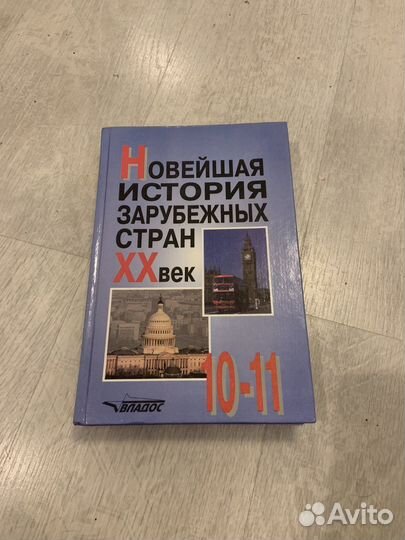 НОВЕЙШАЯ
ИСТОРИЯ
ЗАРУБЕЖНЫХ
СТРАН
XX век
10-11
ВЛАДОС
Avito